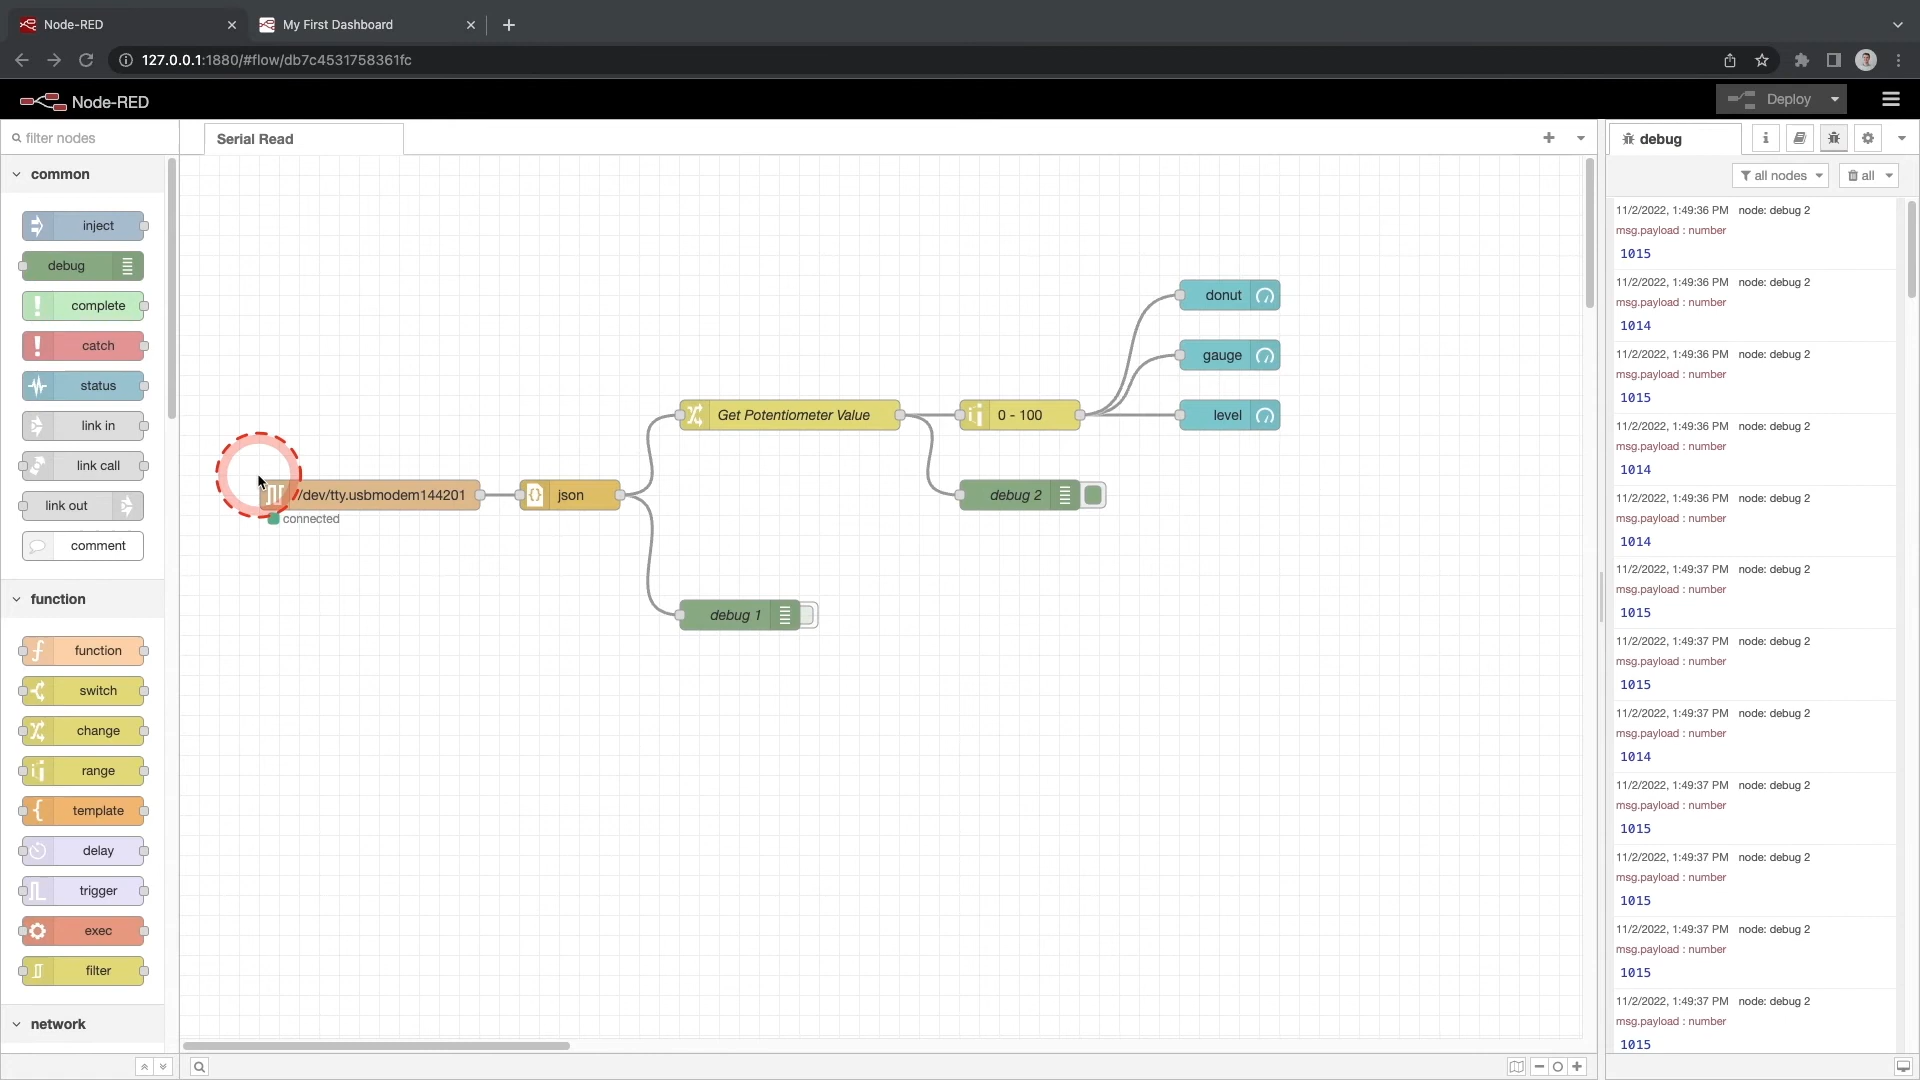 Node-RED
My First Dashboard
127.0.0.1:1880/#flow/db7c4531758361fc
Node-RED
Deploy
filter nodes
common
inject
debug
complete
catch
status
link in
link call
link out
comment
function
function
switch
change
range
template
delay
trigger
exec
filter
network
Serial Read
/dev/tty.usbmodem144201
connected
json
Get Potentiometer Value
0 - 100
donut
gauge
level
debug 2
debug 1
debug
all nodes
all
11/2/2022, 1:49:36 PM node: debug 2
msg.payload : number
1015
11/2/2022, 1:49:36 PM node: debug 2
msg.payload : number
1014
11/2/2022, 1:49:36 PM node: debug 2
msg.payload : number
1015
11/2/2022, 1:49:36 PM node: debug 2
msg.payload : number
1014
11/2/2022, 1:49:36 PM node: debug 2
msg.payload : number
1014
11/2/2022, 1:49:37 PM node: debug 2
msg.payload : number
1015
11/2/2022, 1:49:37 PM node: debug 2
msg.payload : number
1015
11/2/2022, 1:49:37 PM node: debug 2
msg.payload : number
1014
11/2/2022, 1:49:37 PM node: debug 2
msg.payload : number
1015
11/2/2022, 1:49:37 PM node: debug 2
msg.payload : number
1015
11/2/2022, 1:49:37 PM node: debug 2
msg.payload : number
1015
11/2/2022, 1:49:37 PM node: debug 2
msg.payload : number
1015